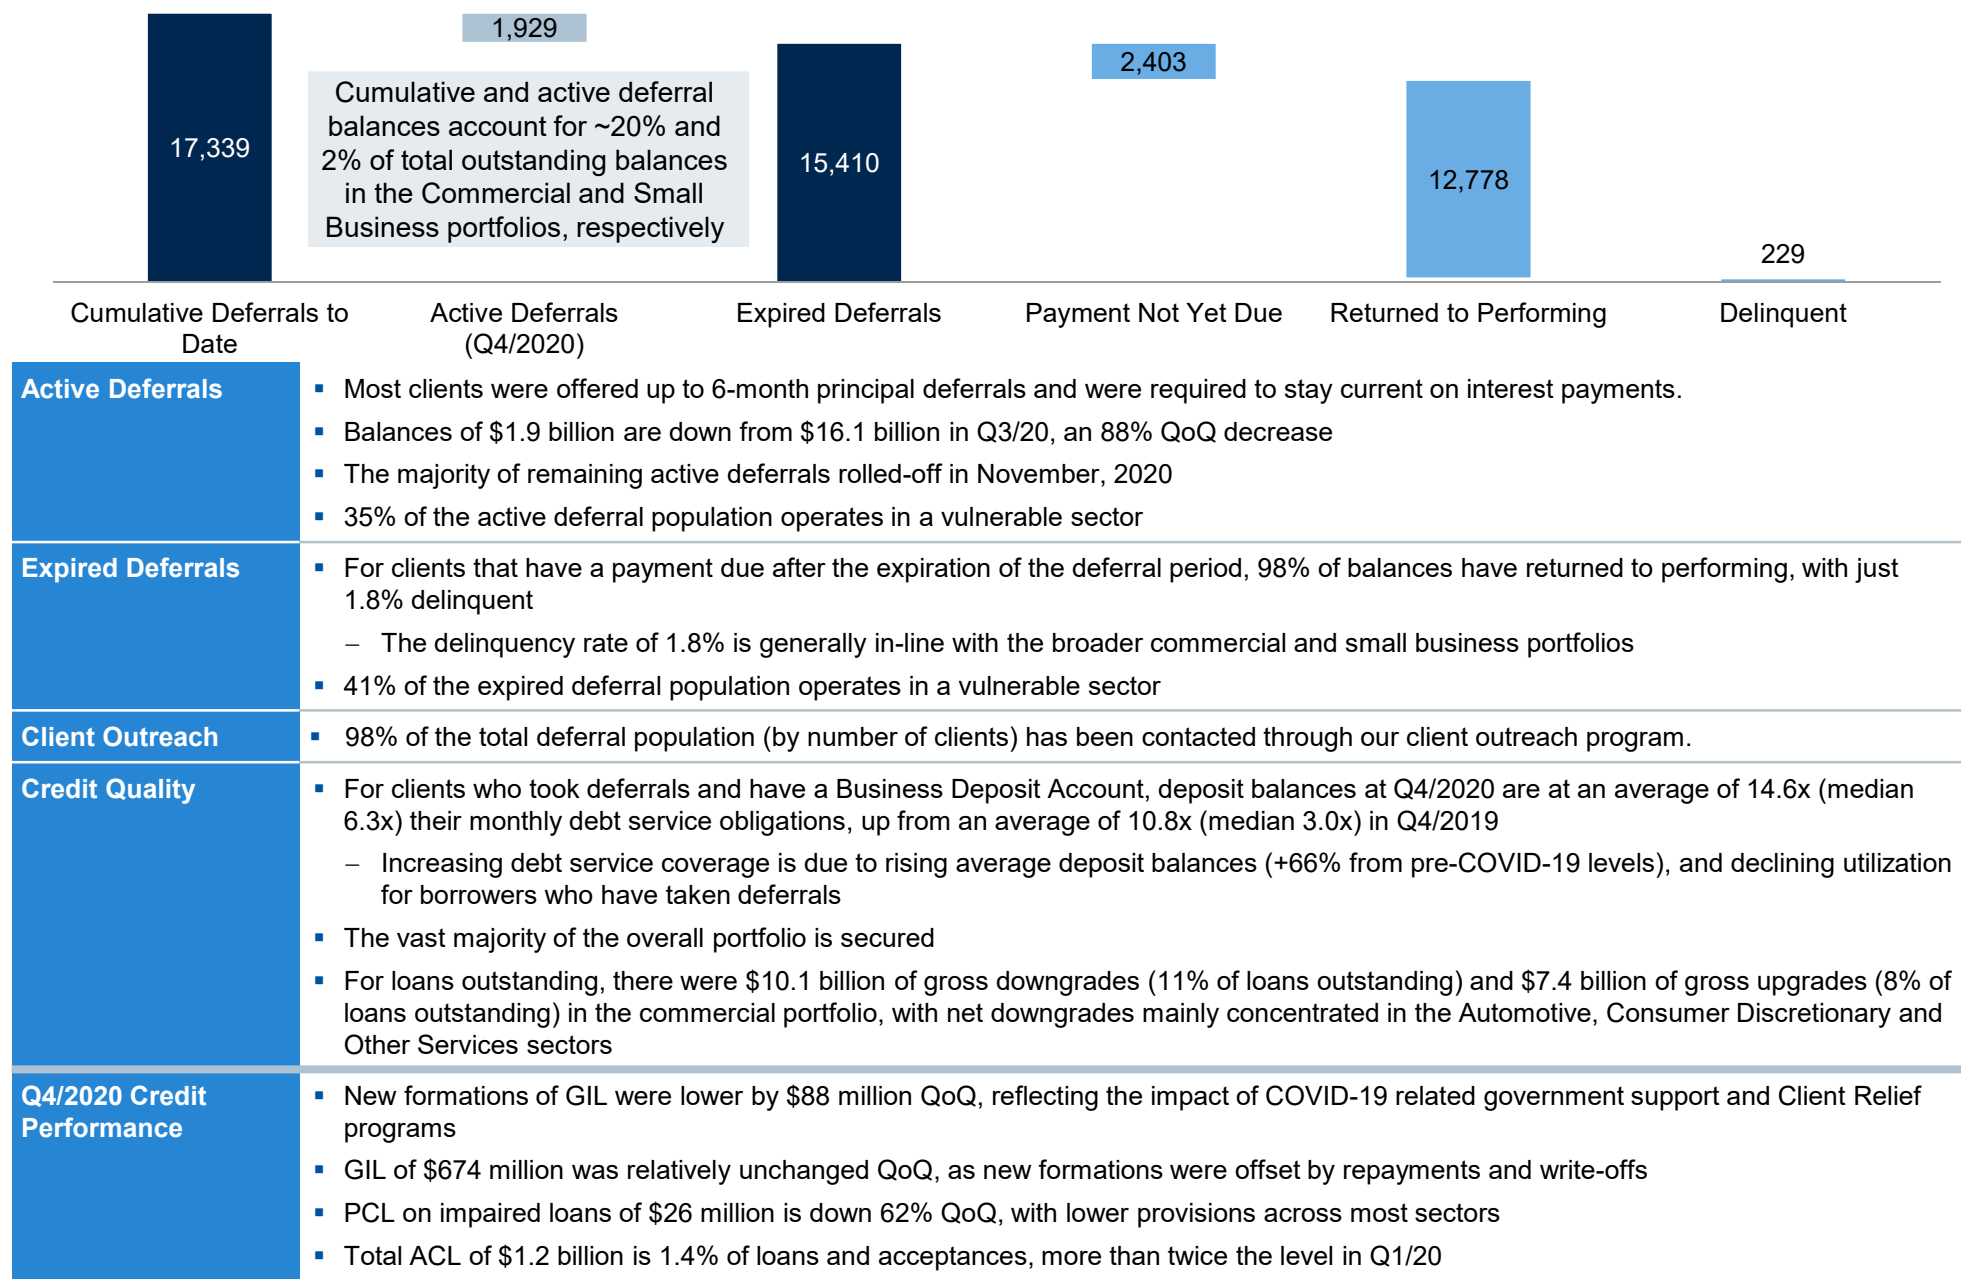 17,339
1,929
Cumulative and active deferral
balances account for ~20% and
2% of total outstanding balances
in the Commercial and Small
Business portfolios, respectively
15,410
2,403
12,778
229
Cumulative Deferrals to
Date
Active Deferrals
(Q4/2020)
Expired Deferrals
Payment Not Yet Due
Returned to Performing
Delinquent
Active Deferrals
▪ Most clients were offered up to 6-month principal deferrals and were required to stay current on interest payments.
▪ Balances of $1.9 billion are down from $16.1 billion in Q3/20, an 88% QoQ decrease
▪ The majority of remaining active deferrals rolled-off in November, 2020
▪ 35% of the active deferral population operates in a vulnerable sector
Expired Deferrals
▪ For clients that have a payment due after the expiration of the deferral period, 98% of balances have returned to performing, with just
1.8% delinquent
– The delinquency rate of 1.8% is generally in-line with the broader commercial and small business portfolios
▪ 41% of the expired deferral population operates in a vulnerable sector
Client Outreach
▪ 98% of the total deferral population (by number of clients) has been contacted through our client outreach program.
Credit Quality
▪ For clients who took deferrals and have a Business Deposit Account, deposit balances at Q4/2020 are at an average of 14.6x (median
6.3x) their monthly debt service obligations, up from an average of 10.8x (median 3.0x) in Q4/2019
– Increasing debt service coverage is due to rising average deposit balances (+66% from pre-COVID-19 levels), and declining utilization
for borrowers who have taken deferrals
▪ The vast majority of the overall portfolio is secured
▪ For loans outstanding, there were $10.1 billion of gross downgrades (11% of loans outstanding) and $7.4 billion of gross upgrades (8% of
loans outstanding) in the commercial portfolio, with net downgrades mainly concentrated in the Automotive, Consumer Discretionary and
Other Services sectors
Q4/2020 Credit
Performance
▪ New formations of GIL were lower by $88 million QoQ, reflecting the impact of COVID-19 related government support and Client Relief
programs
▪ GIL of $674 million was relatively unchanged QoQ, as new formations were offset by repayments and write-offs
▪ PCL on impaired loans of $26 million is down 62% QoQ, with lower provisions across most sectors
▪ Total ACL of $1.2 billion is 1.4% of loans and acceptances, more than twice the level in Q1/20